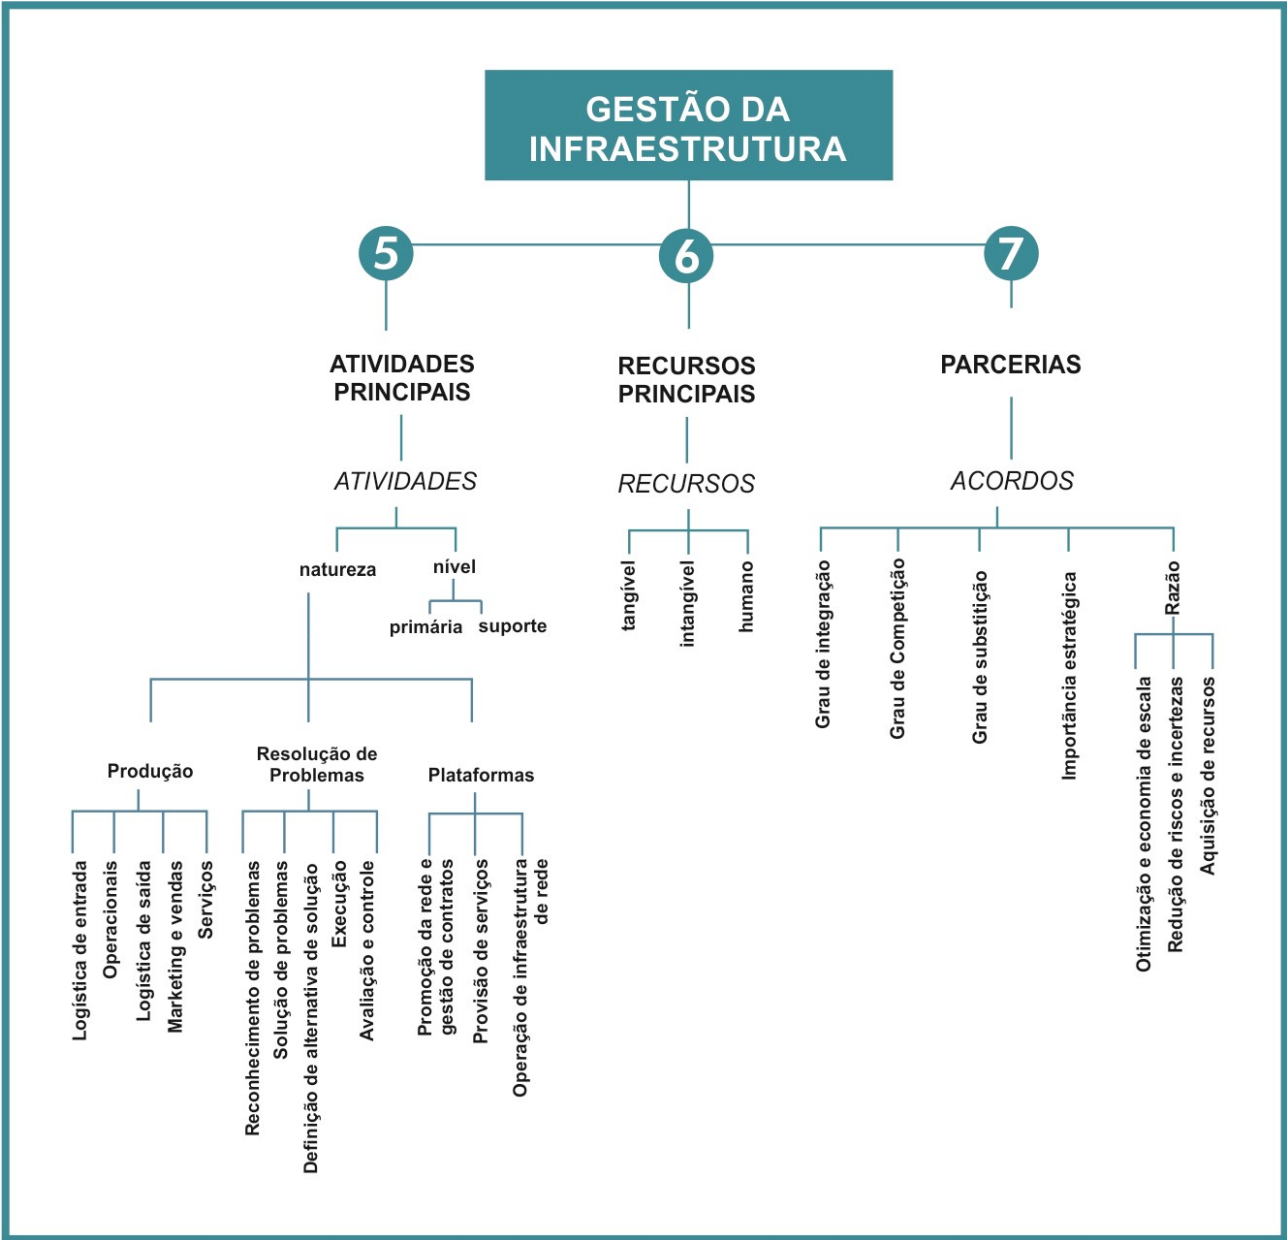 GESTÃO DA
INFRAESTRUTURA
5
6
7
ATIVIDADES
PRINCIPAIS
RECURSOS
PRINCIPAIS
PARCERIAS
ATIVIDADES
RECURSOS
ACORDOS
natureza
nível
primária
suporte
tangível
intangível
humano
Grau de integração
Grau de Competição
Grau de substitição
Importância estratégica
Razão
Otimização e economia de escala
Redução de riscos e incertezas
Aquisição de recursos
Produção
Resolução de
Problemas
Plataformas
Logística de entrada
Operacionais
Logística de saída
Marketing e vendas
Serviços
Reconhecimento de problemas
Solução de problemas
Definição de alternativa de solução
Execução
Avaliação e controle
Promoção da rede e
gestão de contratos
Provisão de serviços
Operação de infraestrutura
de rede